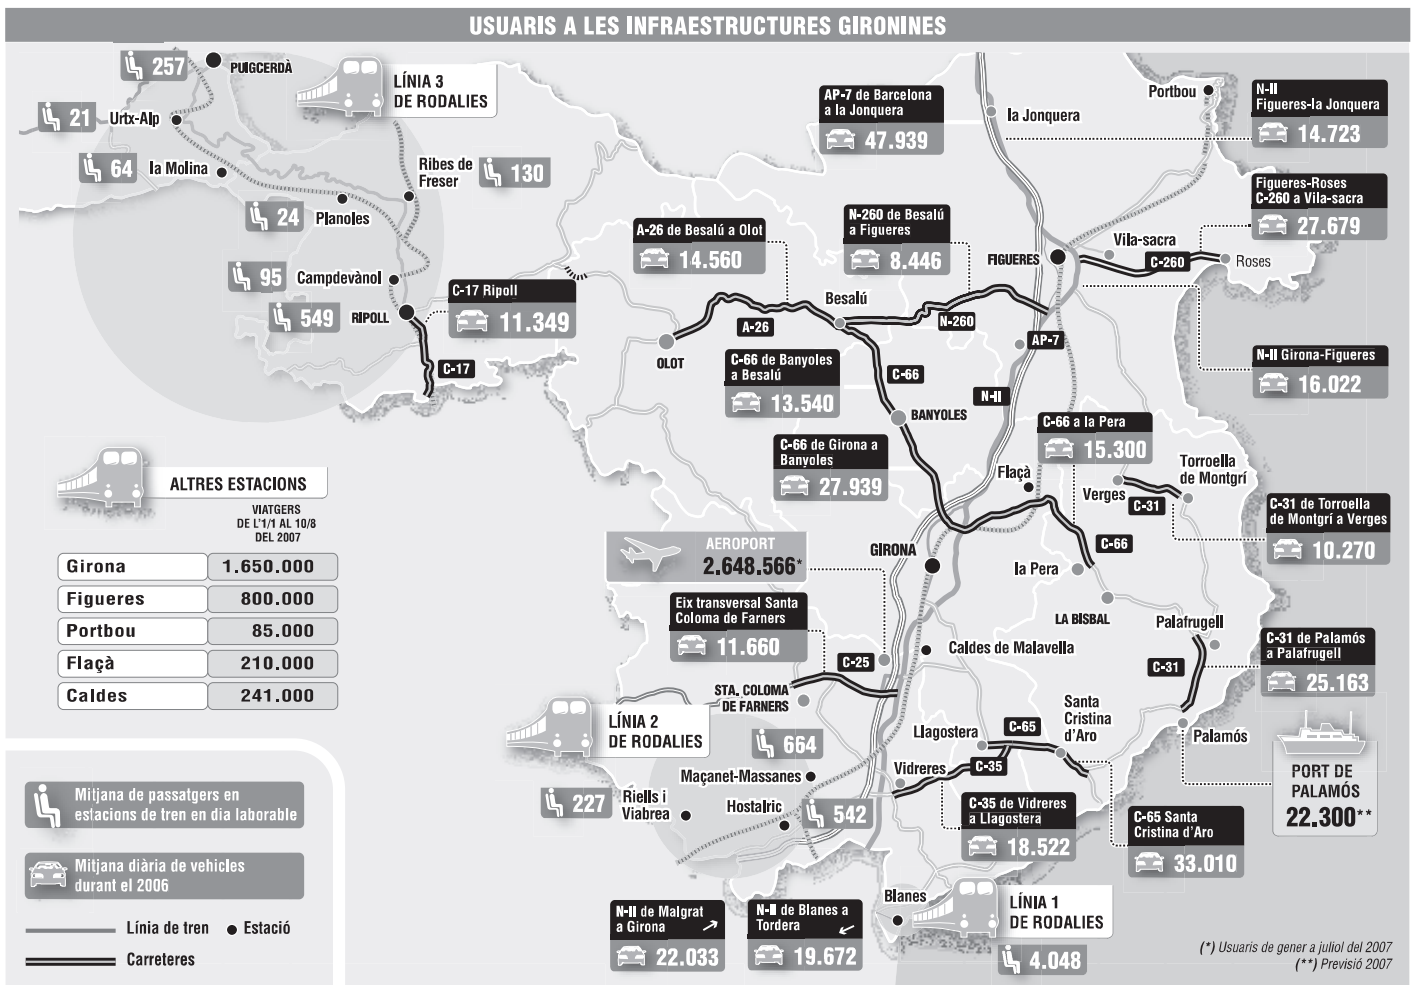 USUARIS A LES INFRAESTRUCTURES GIRONINES
257
PUIGCERDÀ
LÍNIA 3
DE RODALIES
21
Urtx-Alp
64
la Molina
Ribes de
Freser
130
24
Planoles
95
Campdevànol
549
RIPOLL
C-17 Ripoll
11.349
C-17
AP-7 de Barcelona
a la Jonquera
47.939
la Jonquera
Portbou
N-II
Figueres-la Jonquera
14.723
Figueres-Roses
C-260 a Vila-sacra
27.679
A-26 de Besalú a Olot
14.560
N-260 de Besalú
a Figueres
8.446
FIGUERES
Vila-sacra
C-260
Roses
Besalú
A-26
N-260
OLOT
AP-7
C-66 de Banyoles
a Besalú
13.540
C-66
N-II
N-II Girona-Figueres
16.022
BANYOLES
C-66 a la Pera
15.300
C-66 de Girona a
Banyoles
27.939
Flaçà
Verges
Torroella
de Montgrí
C-31
C-31 de Torroella
de Montgrí a Verges
10.270
ALTRES ESTACIONS
VIATGERS
DE L'1/1 AL 10/8
DEL 2007
Girona 1.650.000
Figueres 800.000
Portbou 85.000
Flaçà 210.000
Caldes 241.000
AEROPORT
2.648.566*
GIRONA
C-66
la Pera
LA BISBAL
Palafrugell
Eix transversal Santa
Coloma de Farners
11.660
C-25
Caldes de Malavella
C-31
C-31 de Palamós
a Palafrugell
25.163
STA. COLOMA
DE FARNERS
LÍNIA 2
DE RODALIES
664
Maçanet-Massanes
227
Riells i
Viabrea
Hostalric
542
Llagostera
C-65
Santa
Cristina
d'Aro
Vidreres
C-35
Palamós
PORT DE
PALAMÓS
22.300**
C-35 de Vidreres
a Llagostera
18.522
C-65 Santa
Cristina d'Aro
33.010
Mitjana de passatgers en
estacions de tren en dia laborable
Mitjana diària de vehicles
durant el 2006
Línia de tren
Estació
Carreteres
N-II de Malgrat
a Girona
22.033
N-II de Blanes a
Tordera
19.672
Blanes
LÍNIA 1
DE RODALIES
4.048
(*) Usuaris de gener a juliol del 2007
(**) Previsió 2007